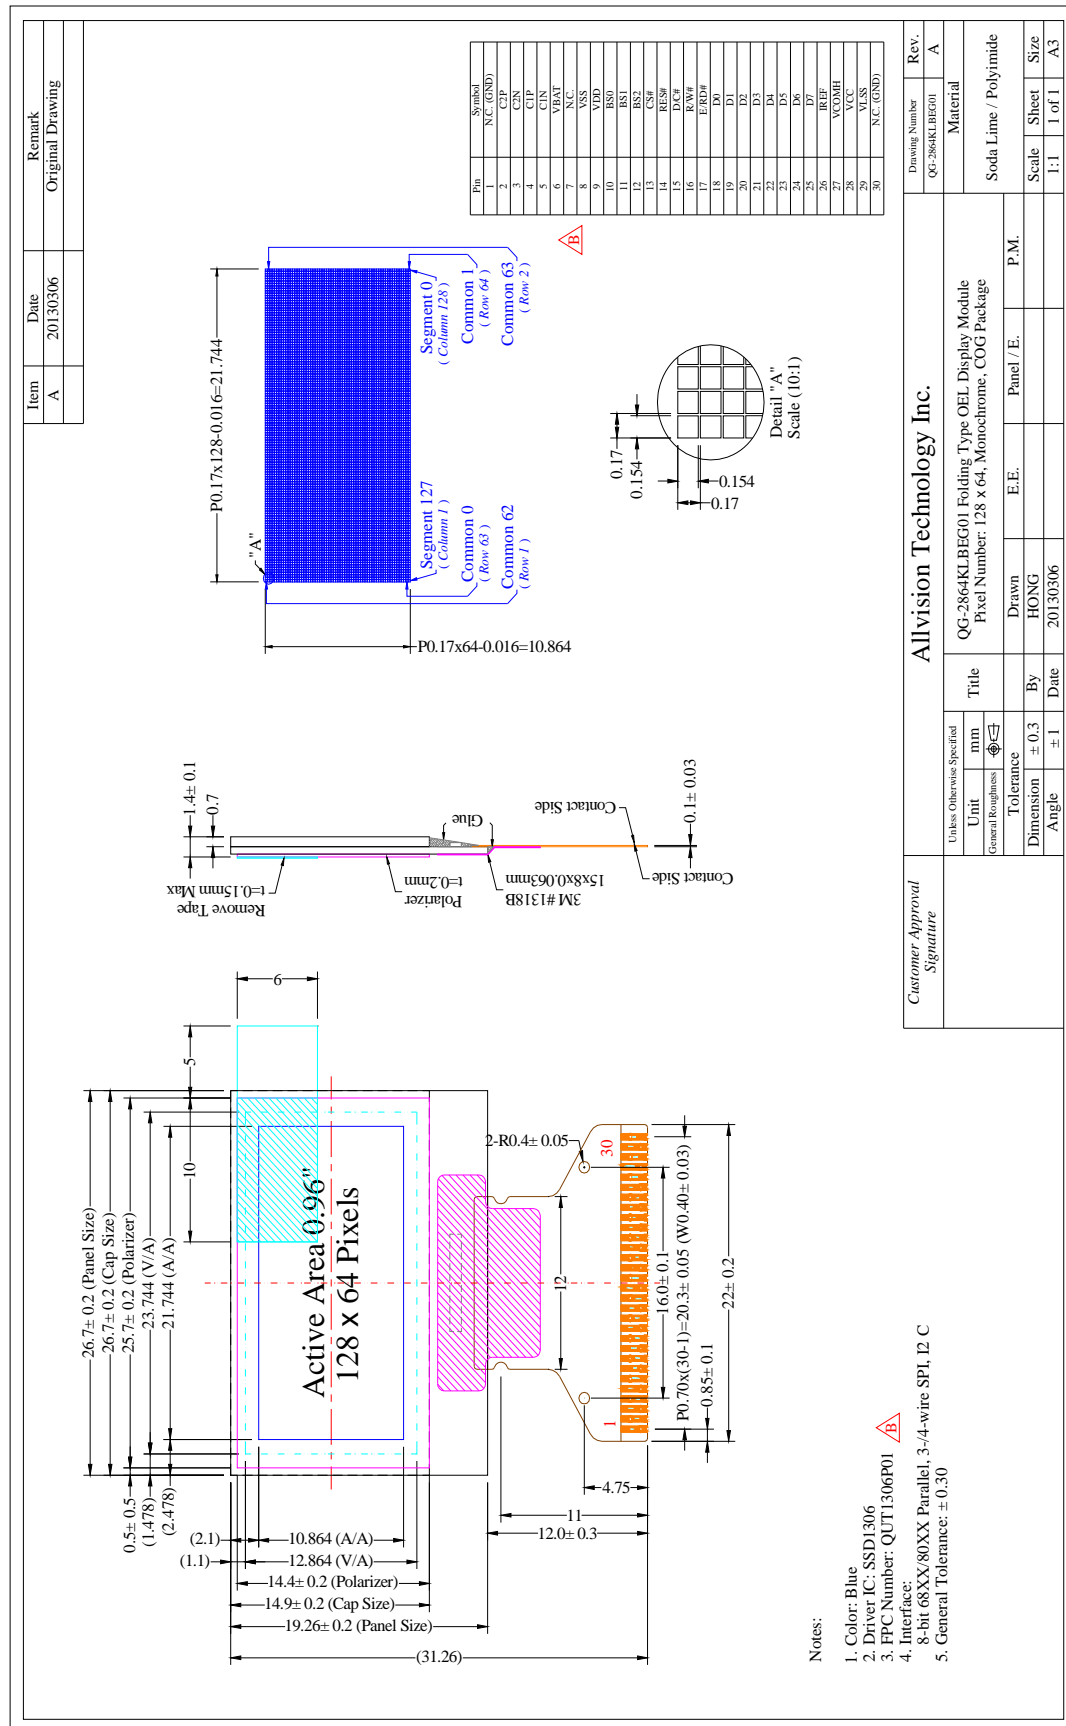 Item Date Remark
A 20130306 Original Drawing
26.7± 0.2 (Panel Size)
26.7± 0.2 (Cap Size)
25.7± 0.2 (Polarizer)
23.744 (V/A)
21.744 (A/A)
0.5± 0.5
(1.478)
(2.478)
10
5
6
(2.1)
(1.1)
10.864 (A/A)
12.864 (V/A)
14.4± 0.2 (Polarizer)
14.9± 0.2 (Cap Size)
19.26± 0.2 (Panel Size)
(31.26)
Active Area 0.96"
128 x 64 Pixels
12
2-R0.4± 0.05
1
30
16.0± 0.1
P0.70x(30-1)=20.3± 0.05 (W0.40± 0.03)
0.85± 0.1
22± 0.2
4.75
11
12.0± 0.3
1.4± 0.1
0.7
Remove Tape
t=0.15mm Max
Polarizer
t=0.2mm
3M #1318B
15x8x0.063mm
Glue
Contact Side
Contact Side
0.1± 0.03
P0.17x128-0.016=21.744
"A"
P0.17x64-0.016=10.864
Segment 127
( Column 1 )
Common 0
( Row 63 )
Common 62
( Row 1 )
Segment 0
( Column 128 )
Common 1
( Row 64 )
Common 63
( Row 2 )
0.17
0.154
0.154
0.17
Detail "A"
Scale (10:1)
B
Pin Symbol
1 N.C. (GND)
2 C2P
3 C2N
4 C1P
5 C1N
6 VBAT
7 N.C.
8 VSS
9 VDD
10 BS0
11 BS1
12 BS2
13 CS#
14 RES#
15 D/C#
16 R/W#
17 E/RD#
18 D0
19 D1
20 D2
21 D3
22 D4
23 D5
24 D6
25 D7
26 IREF
27 VCOMH
28 VCC
29 VLSS
30 N.C. (GND)
Notes:
1. Color: Blue
2. Driver IC: SSD1306
3. FPC Number: QUT1306P01 B
4. Interface:
8-bit 68XX/80XX Parallel, 3-/4-wire SPI, I2 C
5. General Tolerance: ± 0.30
Customer Approval
Signature
Allvision Technology Inc.
Drawing Number Rev.
QG-2864KLBEG01 A
Unless Otherwise Specified
Unit mm
General Roughness
Tolerance
Dimension ± 0.3
Angle ± 1
Title
QG-2864KLBEG01 Folding Type OEL Display Module
Pixel Number: 128 x 64, Monochrome, COG Package
Material
Soda Lime / Polyimide
By Drawn E.E. Panel / E. P.M.
HONG
Date 20130306
Scale Sheet Size
1:1 1 of 1 A3